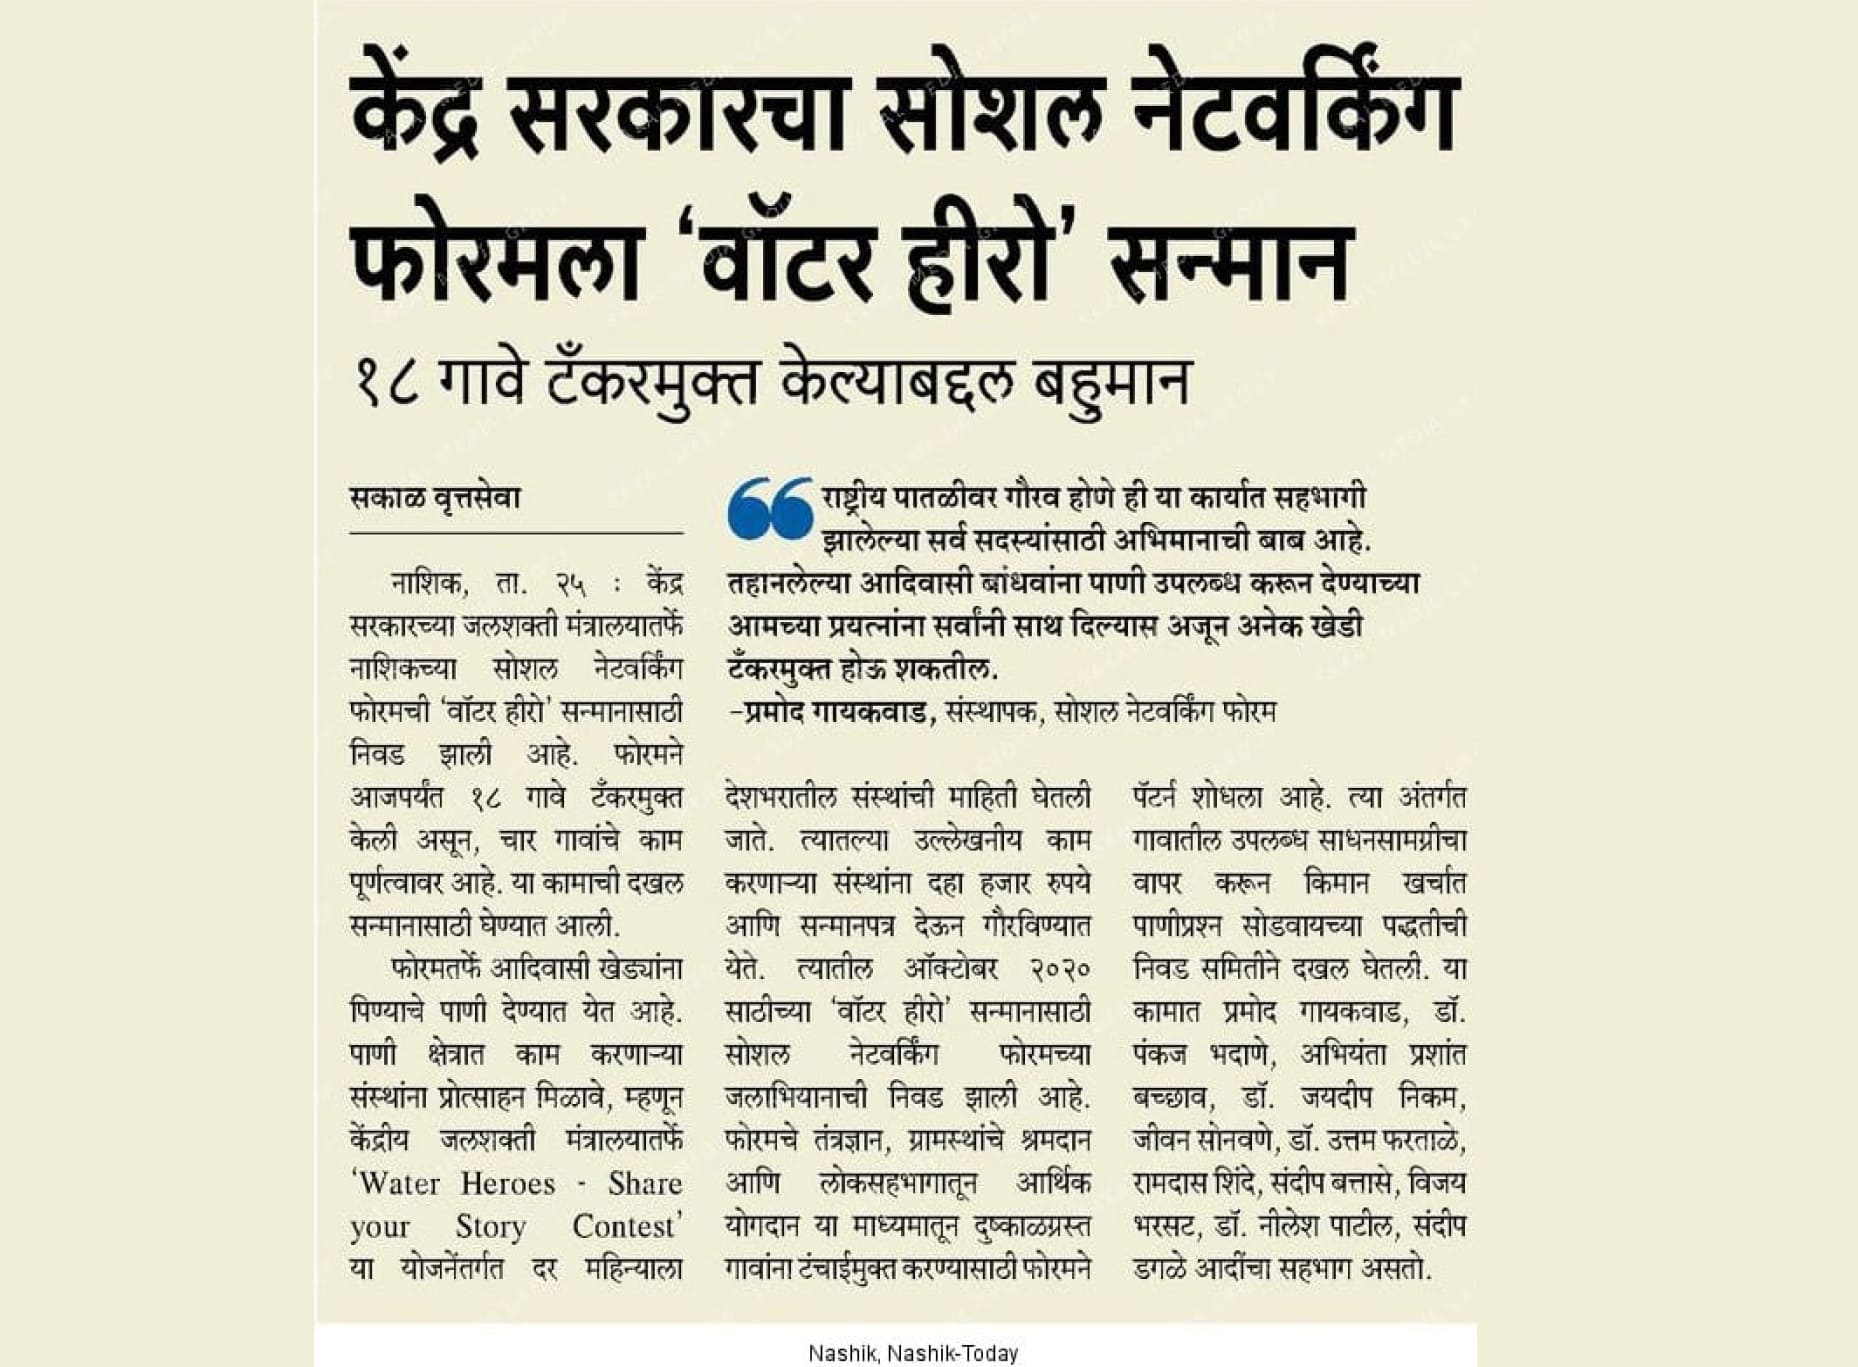 केंद्र सरकारचा सोशल नेटवर्किंग
फोरमला ‘वॉटर हीरो’ सन्मान
१८ गावे टँकरमुक्त केल्याबद्दल बहुमान
सकाळ वृत्तसेवा
नाशिक, ता. २५ : केंद्र
सरकारच्या जलशक्ती मंत्रालयातर्फे
नाशिकच्या सोशल नेटवर्किंग
फोरमची ‘वॉटर हीरो’ सन्मानासाठी
निवड झाली आहे. फोरमने
आजपर्यंत १८ गावे टँकरमुक्त
केली असून, चार गावांचे काम
पूर्णत्वावर आहे. या कामाची दखल
सन्मानासाठी घेण्यात आली.
फोरमतर्फे आदिवासी खेड्यांना
पिण्याचे पाणी देण्यात येत आहे.
पाणी क्षेत्रात काम करणाऱ्या
संस्थांना प्रोत्साहन मिळावे, म्हणून
केंद्रीय जलशक्ती मंत्रालयातर्फे
‘Water Heroes - Share
your Story Contest’
या योजनेंतर्गत दर महिन्याला
राष्ट्रीय पातळीवर गौरव होणे ही या कार्यात सहभागी
झालेल्या सर्व सदस्यांसाठी अभिमानाची बाब आहे.
तहानलेल्या आदिवासी बांधवांना पाणी उपलब्ध करून देण्याच्या
आमच्या प्रयत्नांना सर्वांनी साथ दिल्यास अजून अनेक खेडी
टँकरमुक्त होऊ शकतील.
-प्रमोद गायकवाड, संस्थापक, सोशल नेटवर्किंग फोरम
देशभरातील संस्थांची माहिती घेतली
जाते. त्यातल्या उल्लेखनीय काम
करणाऱ्या संस्थांना दहा हजार रुपये
आणि सन्मानपत्र देऊन गौरविण्यात
येते. त्यातील ऑक्टोबर २०२०
साठीच्या ‘वॉटर हीरो’ सन्मानासाठी
सोशल नेटवर्किंग फोरमच्या
जलाभियानाची निवड झाली आहे.
फोरमचे तंत्रज्ञान, ग्रामस्थांचे श्रमदान
आणि लोकसहभागातून आर्थिक
योगदान या माध्यमातून दुष्काळग्रस्त
गावांना टंचाईमुक्त करण्यासाठी फोरमने
पॅटर्न शोधला आहे. त्या अंतर्गत
गावातील उपलब्ध साधनसामग्रीचा
वापर करून किमान खर्चात
पाणीप्रश्न सोडवायच्या पद्धतीची
निवड समितीने दखल घेतली. या
कामात प्रमोद गायकवाड, डॉ.
पंकज भदाणे, अभियंता प्रशांत
बच्छाव, डॉ. जयदीप निकम,
जीवन सोनवणे, डॉ. उत्तम फरताळे,
रामदास शिंदे, संदीप बत्तासे, विजय
भरसट, डॉ. नीलेश पाटील, संदीप
डगळे आदींचा सहभाग असतो.
Nashik, Nashik-Today